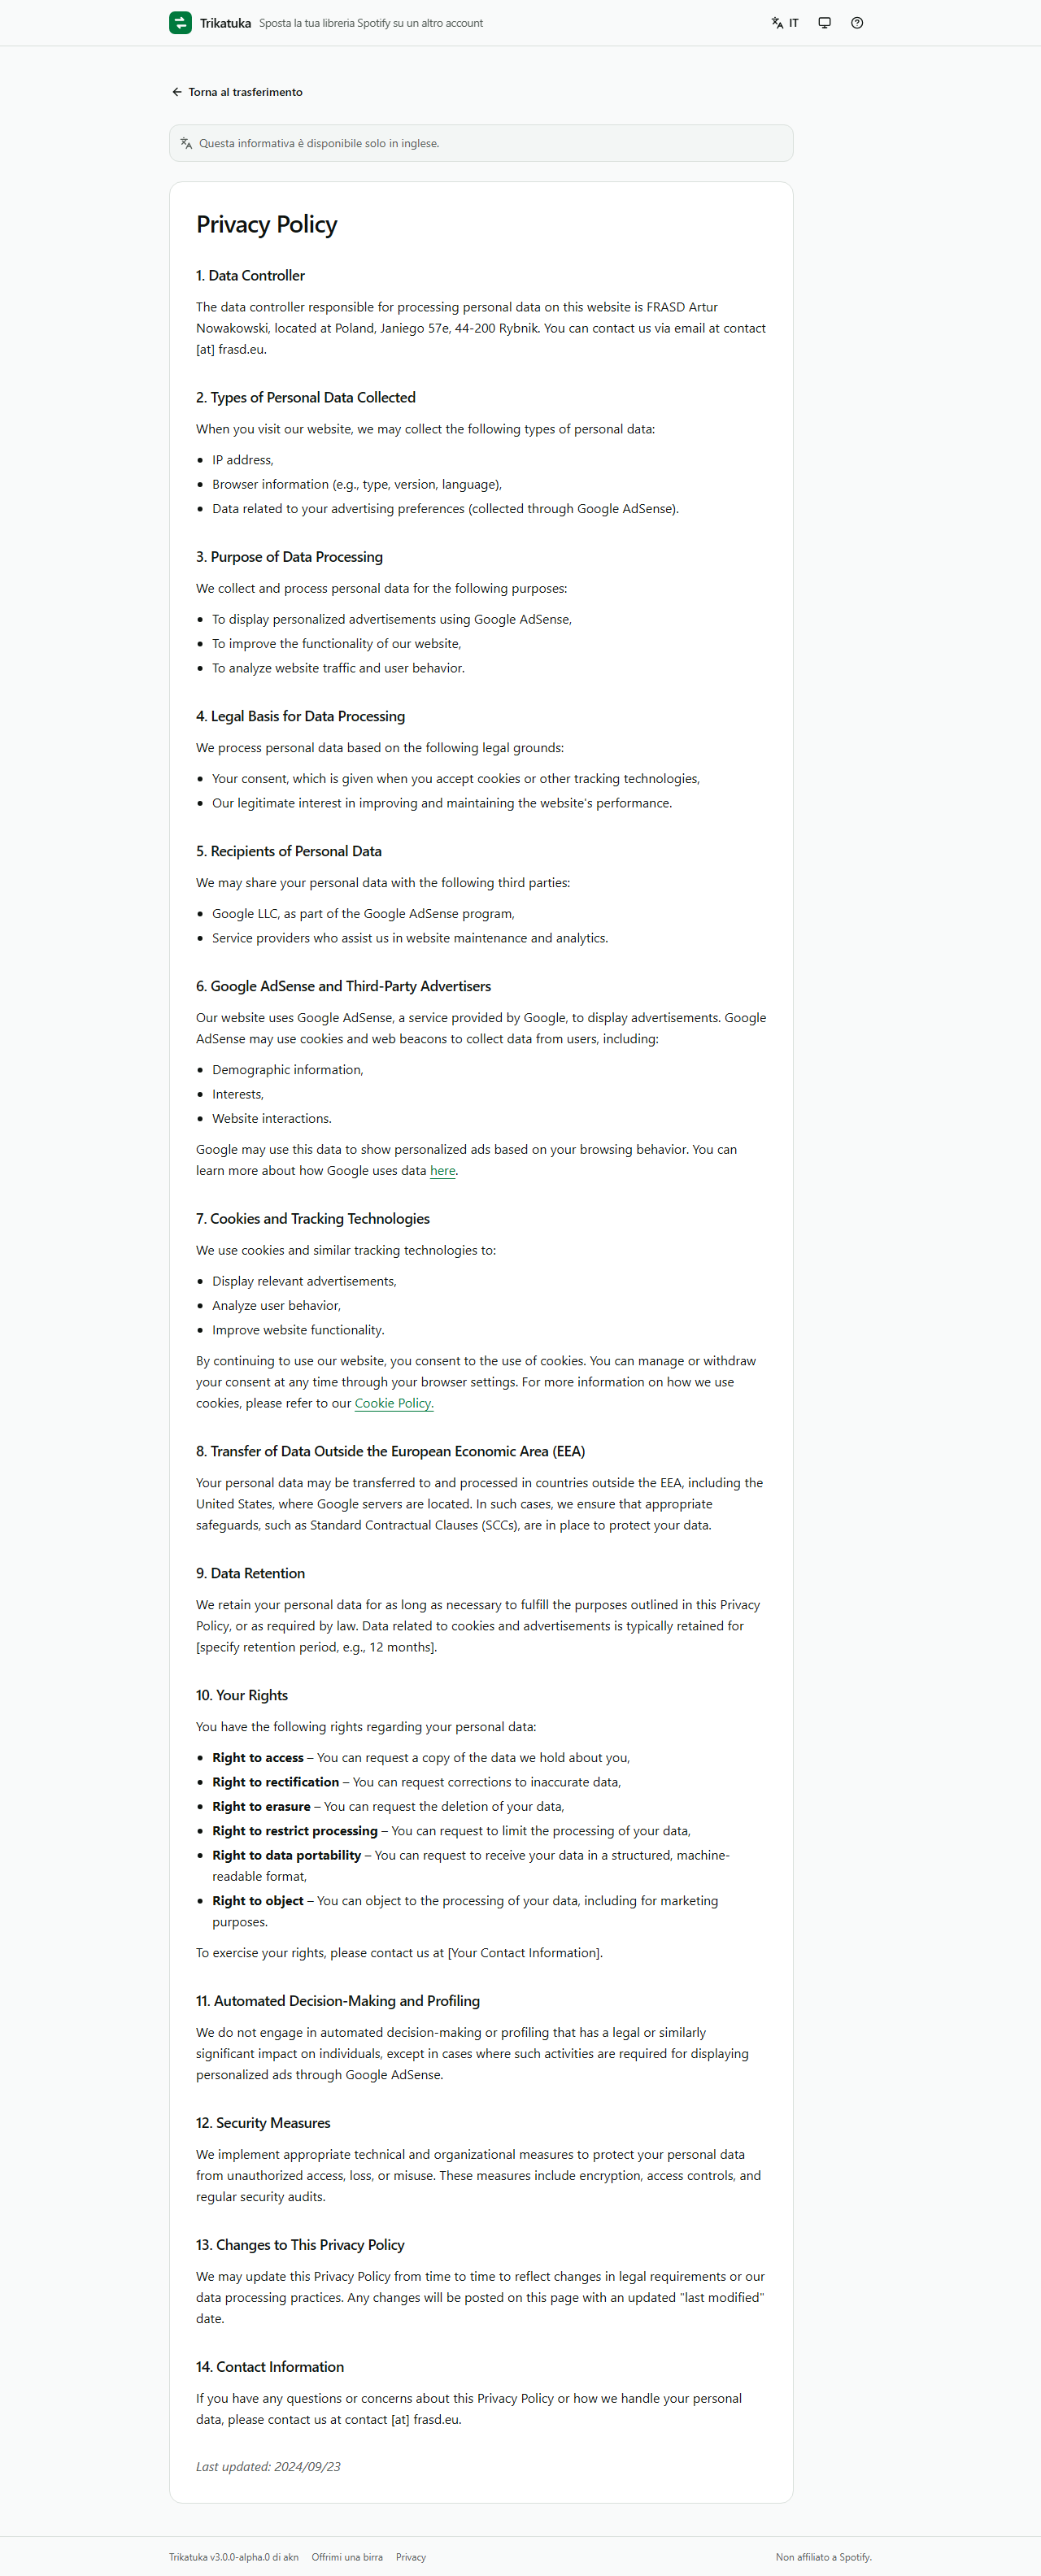 Trikatuka Sposta la tua libreria Spotify su un altro account IT
Torna al trasferimento
Questa informativa è disponibile solo in inglese.
Privacy Policy
1. Data Controller
The data controller responsible for processing personal data on this website is FRASD Artur
Nowakowski, located at Poland, Janiego 57e, 44-200 Rybnik. You can contact us via email at contact
[at] frasd.eu.
2. Types of Personal Data Collected
When you visit our website, we may collect the following types of personal data:
• IP address,
• Browser information (e.g., type, version, language),
• Data related to your advertising preferences (collected through Google AdSense).
3. Purpose of Data Processing
We collect and process personal data for the following purposes:
• To display personalized advertisements using Google AdSense,
• To improve the functionality of our website,
• To analyze website traffic and user behavior.
4. Legal Basis for Data Processing
We process personal data based on the following legal grounds:
• Your consent, which is given when you accept cookies or other tracking technologies,
• Our legitimate interest in improving and maintaining the website's performance.
5. Recipients of Personal Data
We may share your personal data with the following third parties:
• Google LLC, as part of the Google AdSense program,
• Service providers who assist us in website maintenance and analytics.
6. Google AdSense and Third-Party Advertisers
Our website uses Google AdSense, a service provided by Google, to display advertisements. Google
AdSense may use cookies and web beacons to collect data from users, including:
• Demographic information,
• Interests,
• Website interactions.
Google may use this data to show personalized ads based on your browsing behavior. You can
learn more about how Google uses data here.
7. Cookies and Tracking Technologies
We use cookies and similar tracking technologies to:
• Display relevant advertisements,
• Analyze user behavior,
• Improve website functionality.
By continuing to use our website, you consent to the use of cookies. You can manage or withdraw
your consent at any time through your browser settings. For more information on how we use
cookies, please refer to our Cookie Policy.
8. Transfer of Data Outside the European Economic Area (EEA)
Your personal data may be transferred to and processed in countries outside the EEA, including the
United States, where Google servers are located. In such cases, we ensure that appropriate
safeguards, such as Standard Contractual Clauses (SCCs), are in place to protect your data.
9. Data Retention
We retain your personal data for as long as necessary to fulfill the purposes outlined in this Privacy
Policy, or as required by law. Data related to cookies and advertisements is typically retained for
[specify retention period, e.g., 12 months].
10. Your Rights
You have the following rights regarding your personal data:
• Right to access – You can request a copy of the data we hold about you,
• Right to rectification – You can request corrections to inaccurate data,
• Right to erasure – You can request the deletion of your data,
• Right to restrict processing – You can request to limit the processing of your data,
• Right to data portability – You can request to receive your data in a structured, machine-
readable format,
• Right to object – You can object to the processing of your data, including for marketing
purposes.
To exercise your rights, please contact us at [Your Contact Information].
11. Automated Decision-Making and Profiling
We do not engage in automated decision-making or profiling that has a legal or similarly
significant impact on individuals, except in cases where such activities are required for displaying
personalized ads through Google AdSense.
12. Security Measures
We implement appropriate technical and organizational measures to protect your personal data
from unauthorized access, loss, or misuse. These measures include encryption, access controls, and
regular security audits.
13. Changes to This Privacy Policy
We may update this Privacy Policy from time to time to reflect changes in legal requirements or our
data processing practices. Any changes will be posted on this page with an updated "last modified"
date.
14. Contact Information
If you have any questions or concerns about this Privacy Policy or how we handle your personal
data, please contact us at contact [at] frasd.eu.
Last updated: 2024/09/23
Trikatuka v3.0.0-alpha.0 di akn Offrimi una birra Privacy Non affiliato a Spotify.